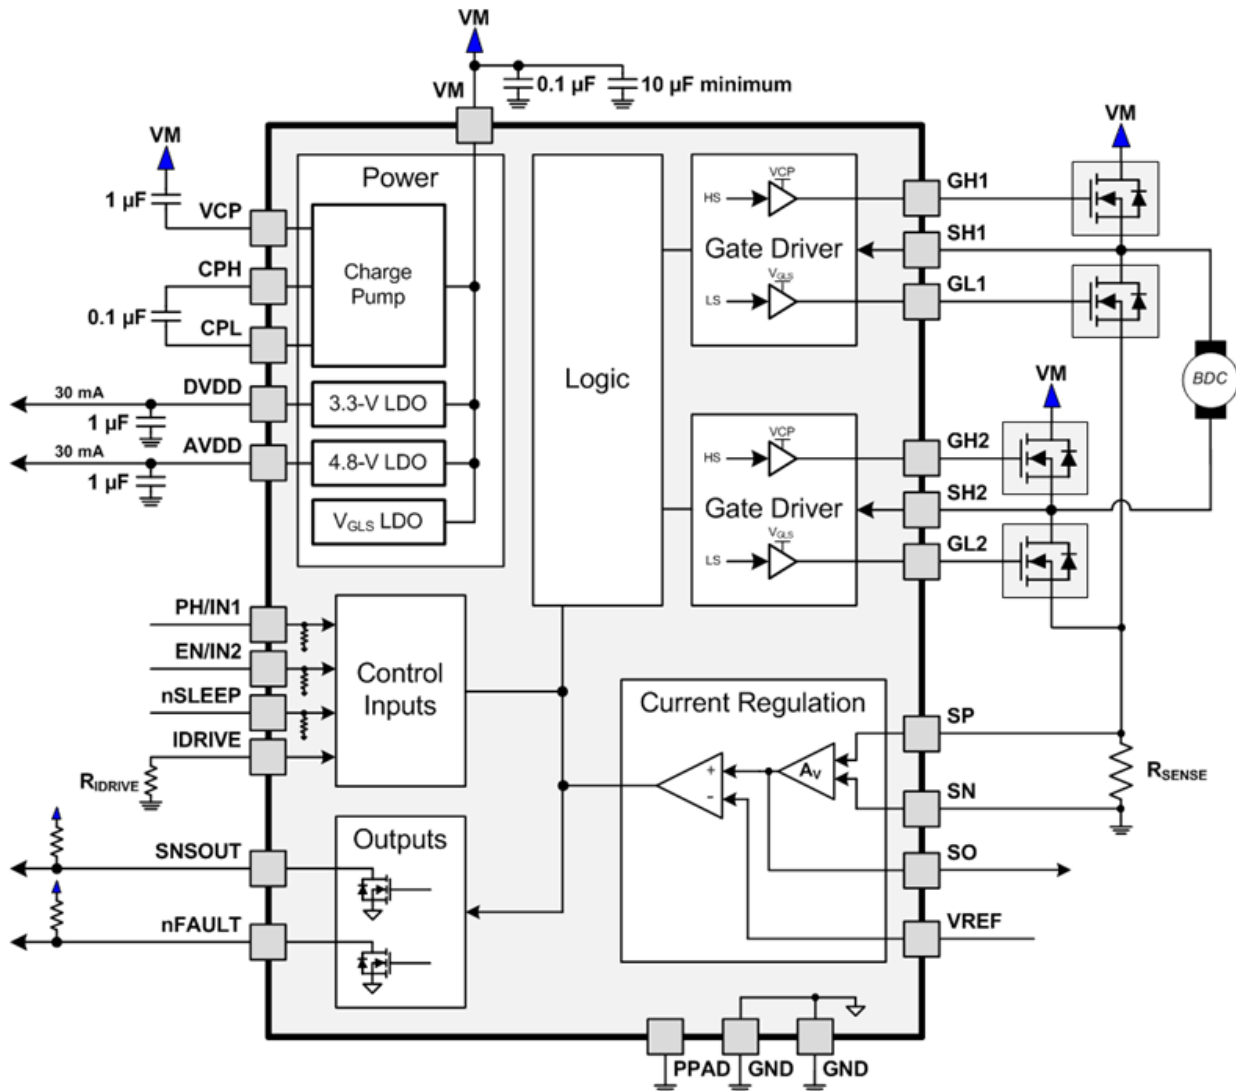 VM
0.1 µF
10 µF minimum
VM
VM
1 µF
VCP
CPH
0.1 µF
CPL
DVDD
30 mA
1 µF
AVDD
30 mA
1 µF
Power
Charge
Pump
3.3-V LDO
4.8-V LDO
VGLS LDO
Logic
VCP
HS
Gate Driver
VGLS
LS
VCP
HS
Gate Driver
VGLS
LS
GH1
SH1
GL1
VM
BDC
VM
GH2
SH2
GL2
PH/IN1
EN/IN2
nSLEEP
IDRIVE
RIDRIVE
Control
Inputs
SNSOUT
nFAULT
Outputs
Current Regulation
+
-
AV
SP
RSENSE
SN
SO
VREF
PPAD
GND
GND